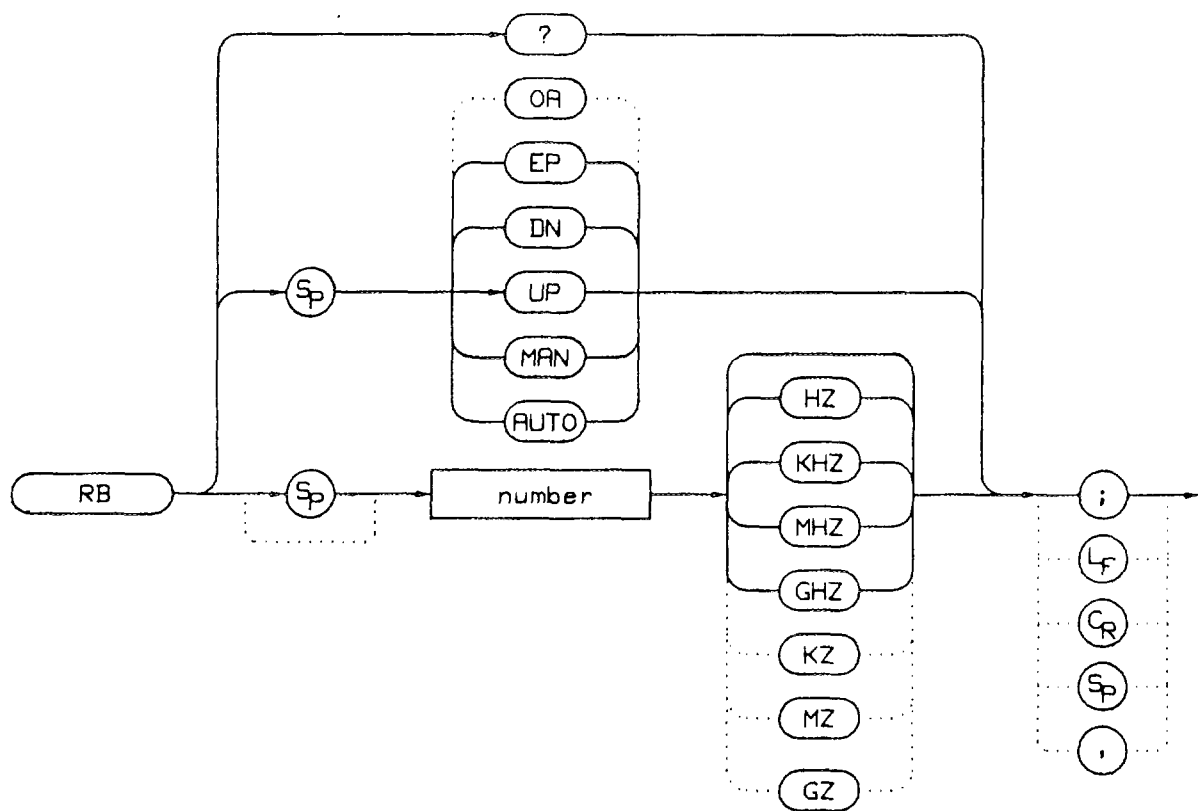 ?
OA
EP
DN
SP
UP
MAN
AUTO
HZ
KHZ
RB
SP
number
MHZ
GHZ
KZ
MZ
GZ
;
LF
CR
SP
,